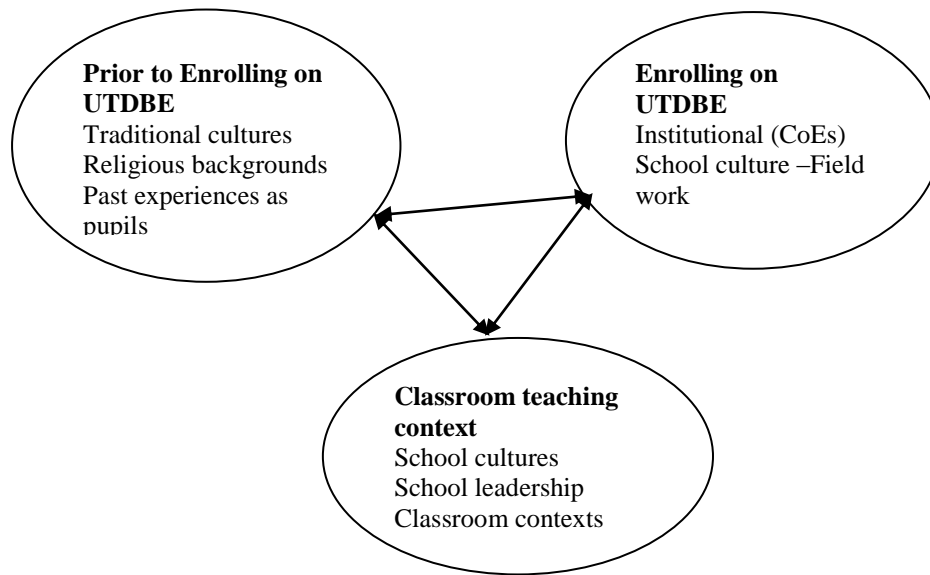 Prior to Enrolling on
UTDBE
Traditional cultures
Religious backgrounds
Past experiences as
pupils
Enrolling on
UTDBE
Institutional (CoEs)
School culture –Field
work
Classroom teaching
context
School cultures
School leadership
Classroom contexts